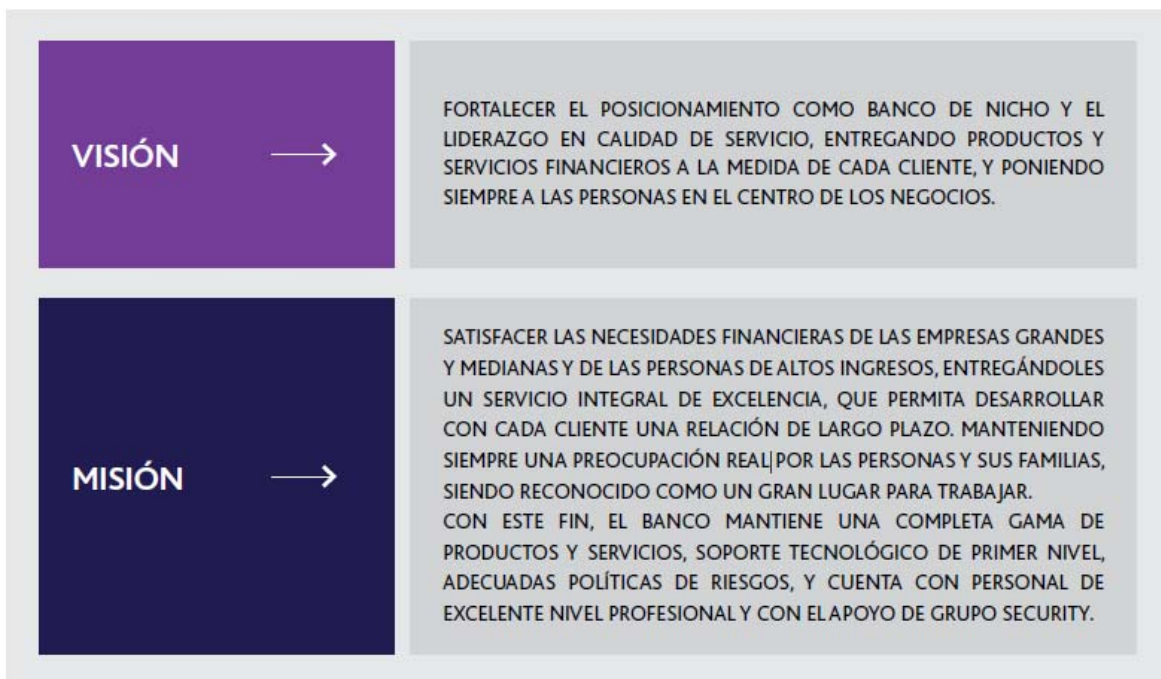 VISIÓN
FORTALECER EL POSICIONAMIENTO COMO BANCO DE NICHO Y EL
LIDERAZGO EN CALIDAD DE SERVICIO, ENTREGANDO PRODUCTOS Y
SERVICIOS FINANCIEROS A LA MEDIDA DE CADA CLIENTE, Y PONIENDO
SIEMPRE A LAS PERSONAS EN EL CENTRO DE LOS NEGOCIOS.
MISIÓN
SATISFACER LAS NECESIDADES FINANCIERAS DE LAS EMPRESAS GRANDES
Y MEDIANAS Y DE LAS PERSONAS DE ALTOS INGRESOS, ENTREGÁNDOLES
UN SERVICIO INTEGRAL DE EXCELENCIA, QUE PERMITA DESARROLLAR
CON CADA CLIENTE UNA RELACIÓN DE LARGO PLAZO. MANTENIENDO
SIEMPRE UNA PREOCUPACIÓN REAL POR LAS PERSONAS Y SUS FAMILIAS,
SIENDO RECONOCIDO COMO UN GRAN LUGAR PARA TRABAJAR.
CON ESTE FIN, EL BANCO MANTIENE UNA COMPLETA GAMA DE
PRODUCTOS Y SERVICIOS, SOPORTE TECNOLÓGICO DE PRIMER NIVEL,
ADECUADAS POLÍTICAS DE RIESGOS, Y CUENTA CON PERSONAL DE
EXCELENTE NIVEL PROFESIONAL Y CON EL APOYO DE GRUPO SECURITY.